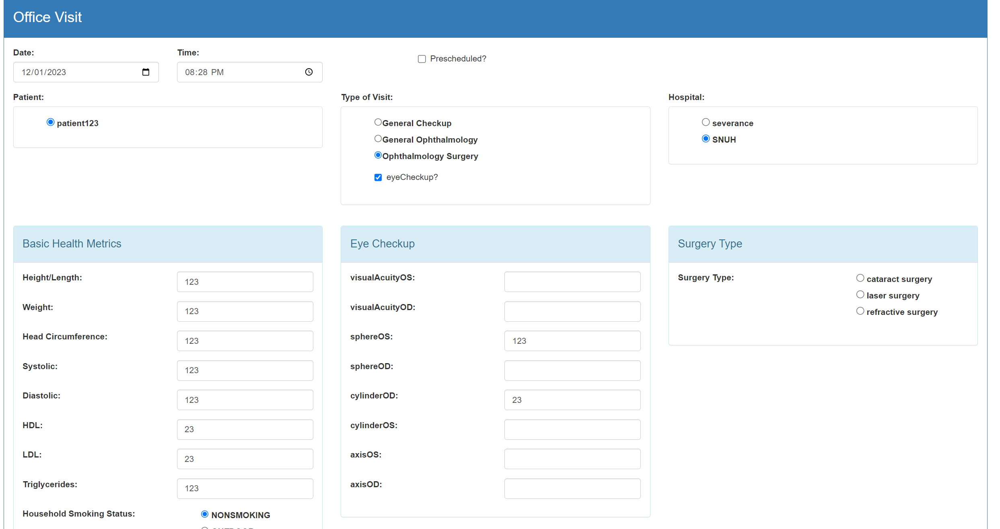 Office Visit
Date:
12/01/2023
Time:
08:28 PM
Prescheduled?
Patient:
patient123
Type of Visit:
General Checkup
General Ophthalmology
Ophthalmology Surgery
eyeCheckup?
Hospital:
severance
SNUH
Basic Health Metrics
Height/Length: 123
Weight: 123
Head Circumference: 123
Systolic: 123
Diastolic: 123
HDL: 23
LDL: 23
Triglycerides: 123
Household Smoking Status: NONSMOKING
Eye Checkup
visualAcuityOS:
visualAcuityOD:
sphereOS: 123
sphereOD:
cylinderOD: 23
cylinderOS:
axisOS:
axisOD:
Surgery Type
Surgery Type: cataract surgery
laser surgery
refractive surgery